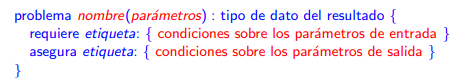 problema nombre(parámetros) : tipo de dato del resultado {
requiere etiqueta: { condiciones sobre los parámetros de entrada }
asegura etiqueta: { condiciones sobre los parámetros de salida }
}